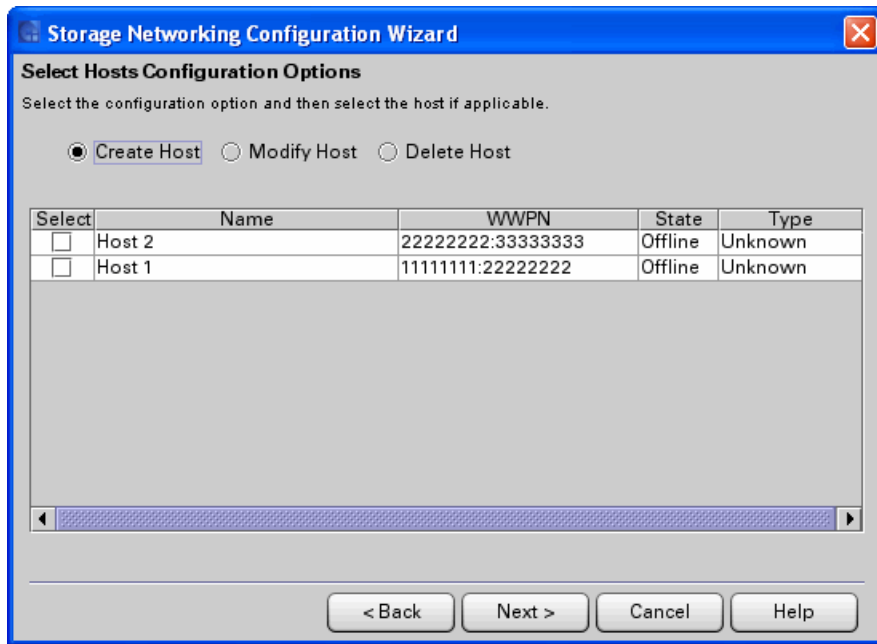 Storage Networking Configuration Wizard
Select Hosts Configuration Options
Select the configuration option and then select the host if applicable.
Create Host Modify Host Delete Host
Select Name WWPN State Type
Host 2 22222222:33333333 Offline Unknown
Host 1 11111111:22222222 Offline Unknown
< Back Next > Cancel Help